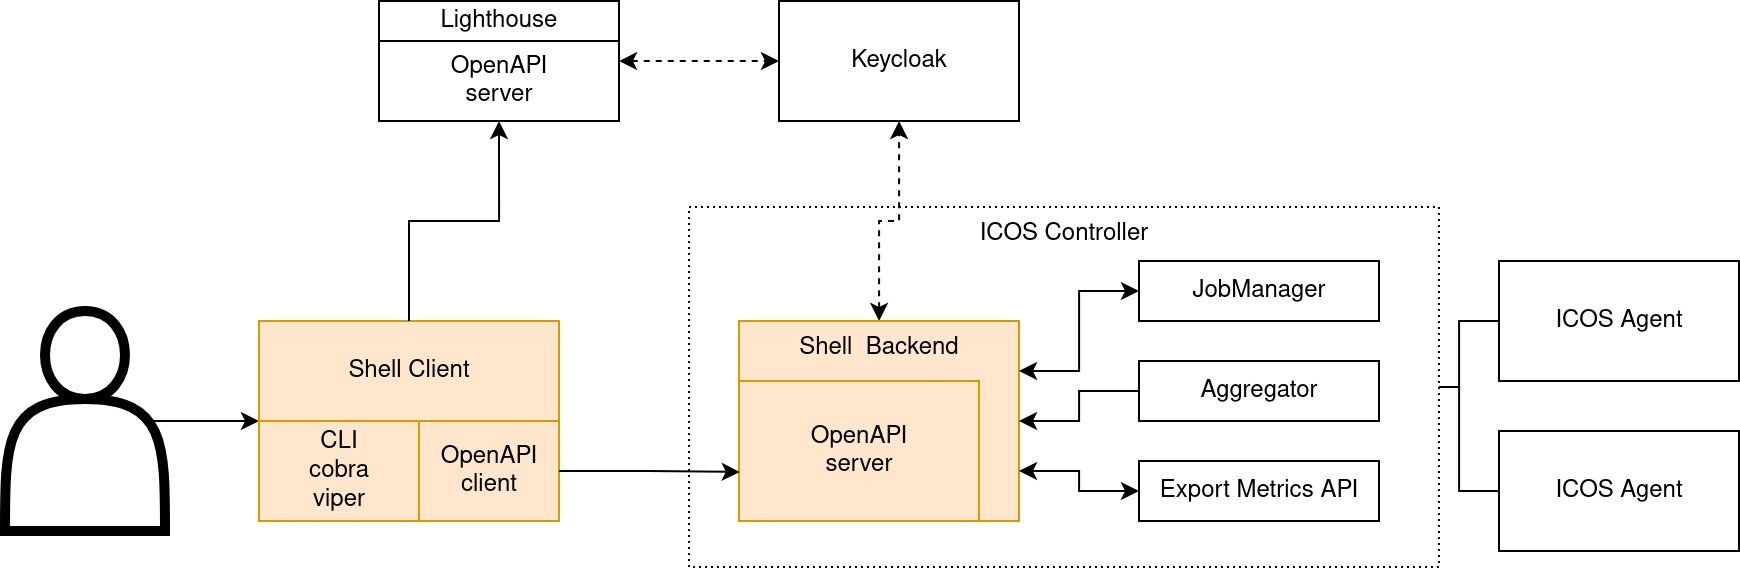 Lighthouse
OpenAPI
server
Keycloak
ICOS Controller
Shell Client
CLI
cobra
viper
OpenAPI
client
Shell  Backend
OpenAPI
server
JobManager
Aggregator
Export Metrics API
ICOS Agent
ICOS Agent